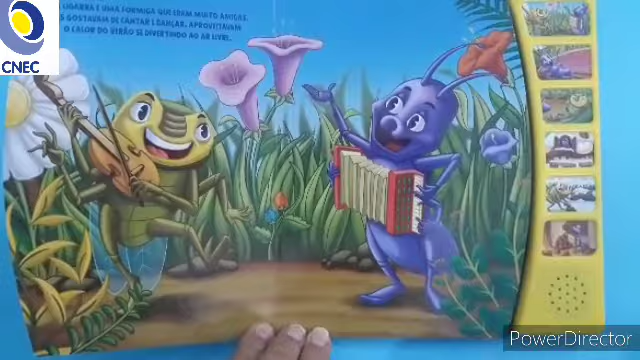 CIGARRA E UMA FORMIGA QUE ERAM MUITO AMIGAS.
GOSTAVAM DE CANTAR E DANÇAR. APROVEITAVAM
O CALOR DO VERÃO SE DIVERTINDO AO AR LIVRE.
CNEC
PowerDirector